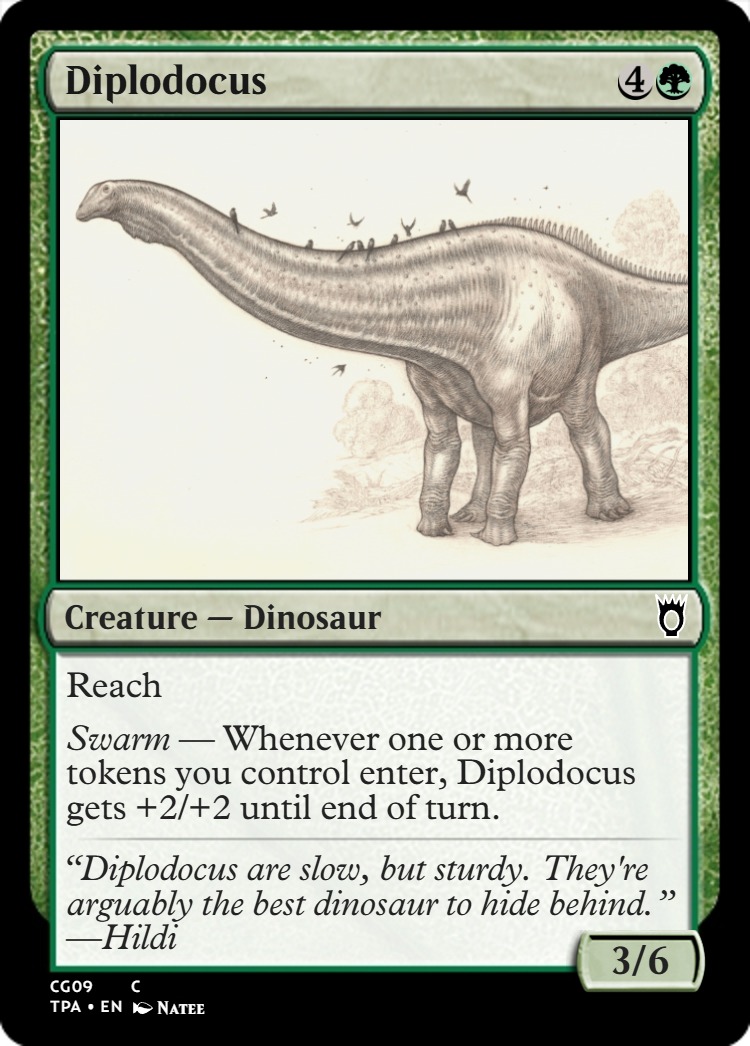 Diplodocus 4
Creature — Dinosaur
Reach
Swarm — Whenever one or more
tokens you control enter, Diplodocus
gets +2/+2 until end of turn.
“Diplodocus are slow, but sturdy. They're
arguably the best dinosaur to hide behind.”
—Hildi
3/6
CG09 C
TPA • EN Natee